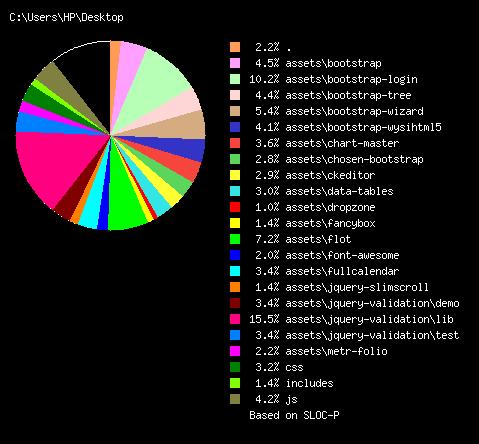 C:\Users\HP\Desktop
2.2% .
4.5% assets\bootstrap
10.2% assets\bootstrap-login
4.4% assets\bootstrap-tree
5.4% assets\bootstrap-wizard
4.1% assets\bootstrap-wysihtml5
3.6% assets\chart-master
2.8% assets\chosen-bootstrap
2.9% assets\ckeditor
3.0% assets\data-tables
1.0% assets\dropzone
1.4% assets\fancybox
7.2% assets\flot
2.0% assets\font-awesome
3.4% assets\fullcalendar
1.4% assets\jquery-slimscroll
3.4% assets\jquery-validation\demo
15.5% assets\jquery-validation\lib
3.4% assets\jquery-validation\test
2.2% assets\metr-folio
3.2% css
1.4% includes
4.2% js
Based on SLOC-P